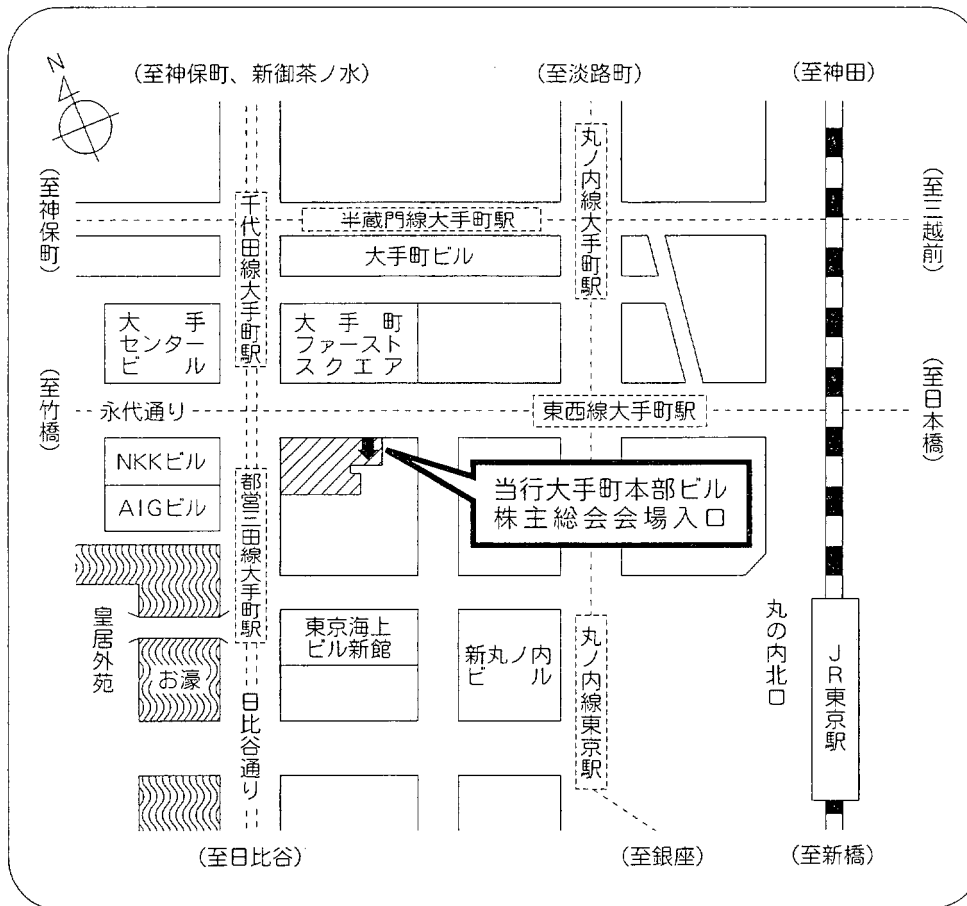 N
(至神保町、新御茶ノ水)
(至淡路町)
(至神田)
(至神保町)
千代田線大手町駅
半蔵門線大手町駅
丸ノ内線大手町駅
(至三越前)
大手町ビル
大手
センター
ビル
大手町
ファースト
スクエア
(至竹橋)
永代通り
東西線大手町駅
(至日本橋)
NKKビル
AIGビル
都営三田線大手町駅
当行大手町本部ビル
株主総会会場入口
皇居外苑
お濠
東京海上
ビル新館
新丸ノ内
ビル
丸ノ内線東京駅
丸の内北口
JR東京駅
日比谷通り
(至日比谷)
(至銀座)
(至新橋)